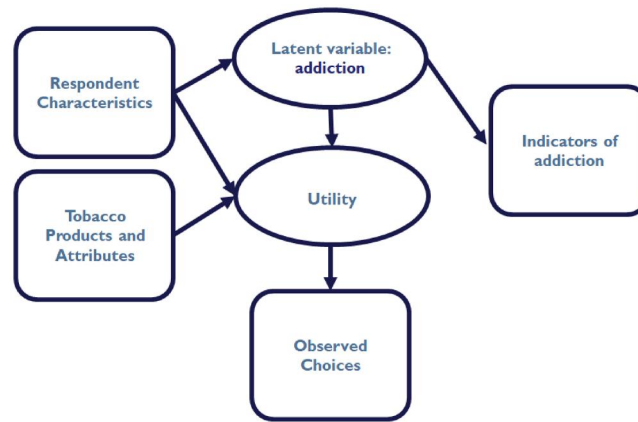 Respondent
Characteristics
Latent variable:
addiction
Indicators of
addiction
Tobacco
Products and
Attributes
Utility
Observed
Choices